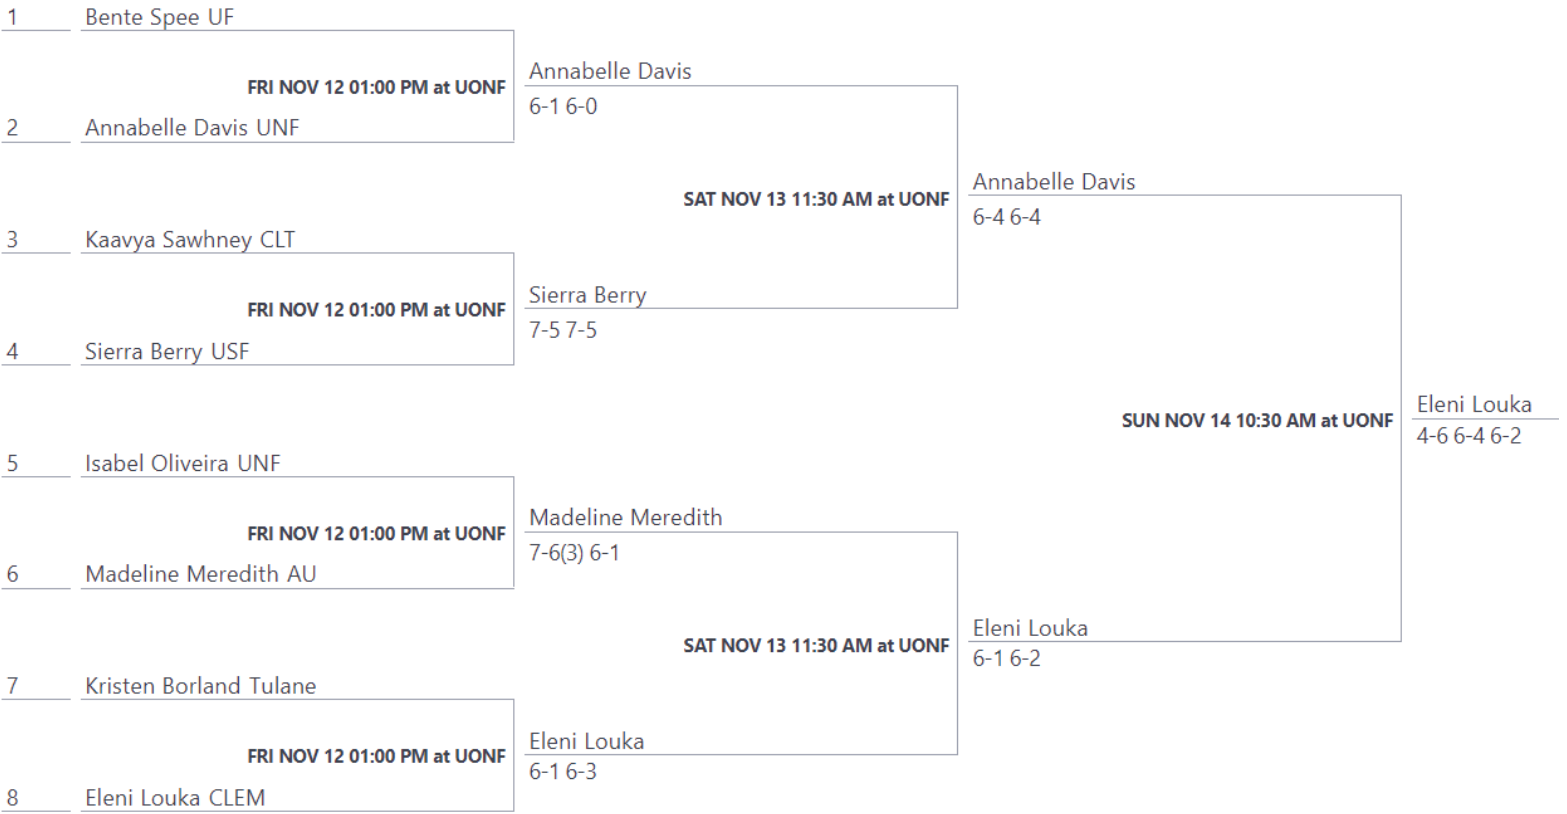 1 Bente Spee UF
FRI NOV 12 01:00 PM at UONF
2 Annabelle Davis UNF
Annabelle Davis
6-1 6-0
3 Kaavya Sawhney CLT
FRI NOV 12 01:00 PM at UONF
4 Sierra Berry USF
Sierra Berry
7-5 7-5
SAT NOV 13 11:30 AM at UONF
Annabelle Davis
6-4 6-4
5 Isabel Oliveira UNF
FRI NOV 12 01:00 PM at UONF
6 Madeline Meredith AU
Madeline Meredith
7-6(3) 6-1
7 Kristen Borland Tulane
FRI NOV 12 01:00 PM at UONF
8 Eleni Louka CLEM
Eleni Louka
6-1 6-3
SAT NOV 13 11:30 AM at UONF
Eleni Louka
6-1 6-2
SUN NOV 14 10:30 AM at UONF
Eleni Louka
4-6 6-4 6-2